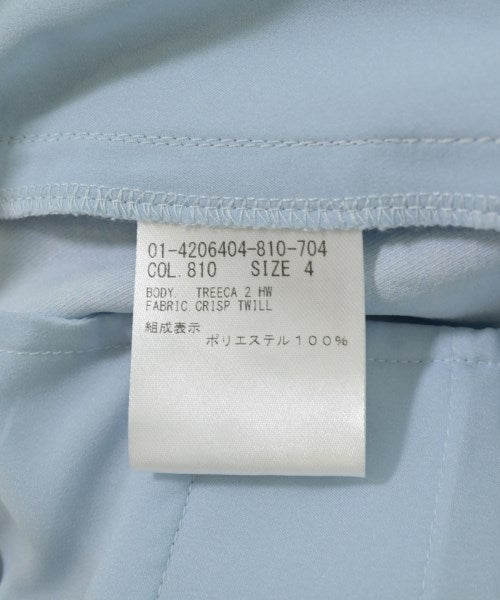 01-4206404-810-704
COL.810 SIZE 4
BODY. TREECA 2 HW
FABRIC.CRISP TWILL
組成表示
ポリエステル100%